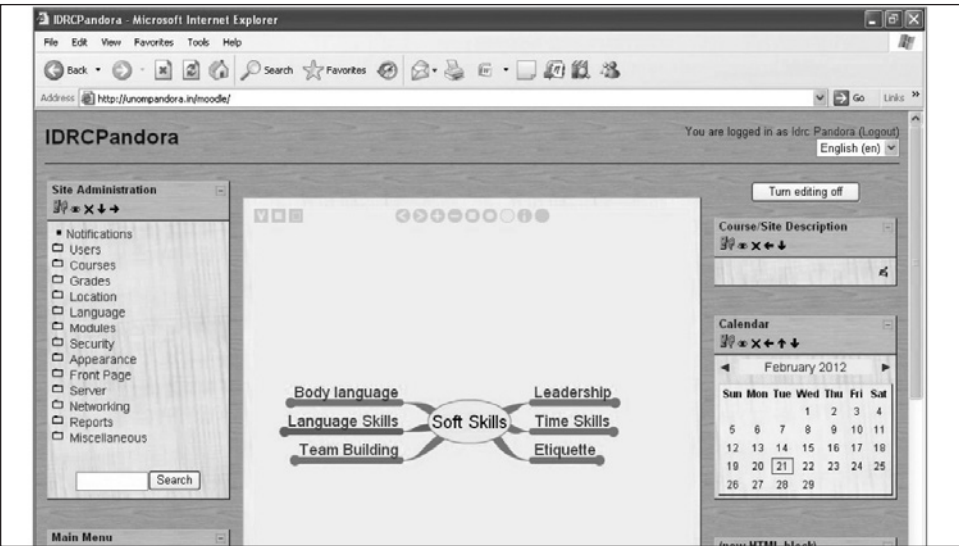 IDRCPandora - Microsoft Internet Explorer
File Edit View Favorites Tools Help
Back Search Favorites
Address http://unompandora.in/moodle/ Go Links »
IDRCPandora
You are logged in as Idrc Pandora (Logout)
English (en)
Site Administration
Notifications
Users
Courses
Grades
Location
Language
Modules
Security
Appearance
Front Page
Server
Networking
Reports
Miscellaneous
Search
Main Menu
V
Body language
Language Skills
Team Building
Soft Skills
Leadership
Time Skills
Etiquette
Turn editing off
Course/Site Description
Calendar
February 2012
Sun Mon Tue Wed Thu Fri Sat
1 2 3 4
5 6 7 8 9 10 11
12 13 14 15 16 17 18
19 20 21 22 23 24 25
26 27 28 29
(new HTML block)